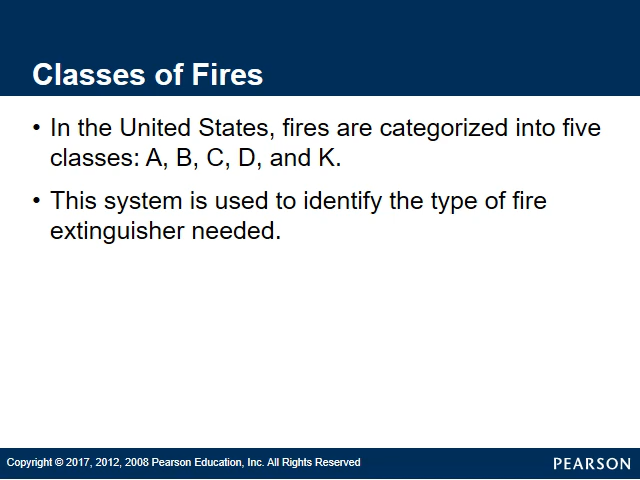 Classes of Fires
• In the United States, fires are categorized into five
classes: A, B, C, D, and K.
• This system is used to identify the type of fire
extinguisher needed.
Copyright © 2017, 2012, 2008 Pearson Education, Inc. All Rights Reserved
PEARSON